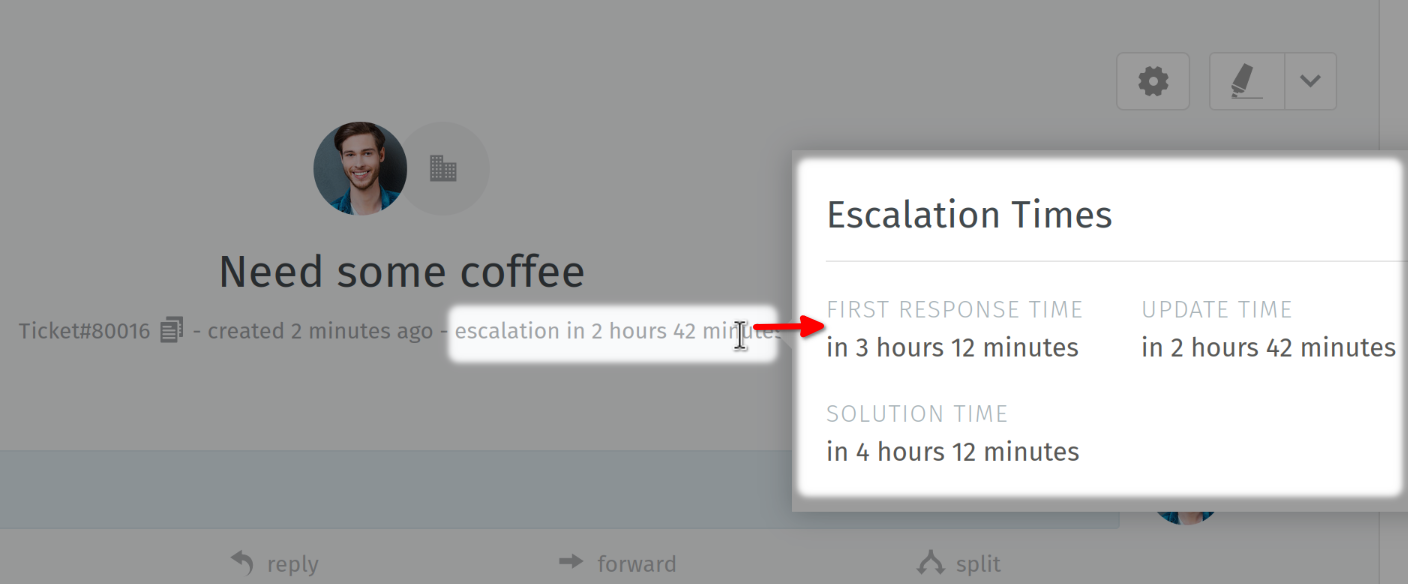 Need some coffee
Ticket#80016 - created 2 minutes ago - escalation in 2 hours 42 minutes
Escalation Times
FIRST RESPONSE TIME
in 3 hours 12 minutes
UPDATE TIME
in 2 hours 42 minutes
SOLUTION TIME
in 4 hours 12 minutes
reply
forward
split